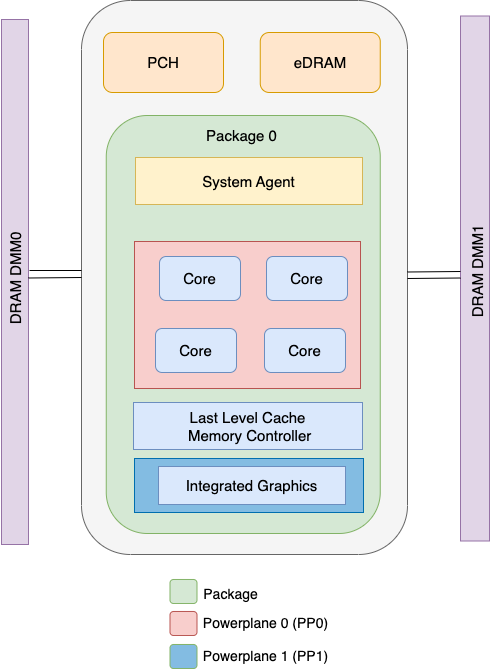 PCH
eDRAM
Package 0
System Agent
DRAM DMM0
DRAM DMM1
Core
Core
Core
Core
Last Level Cache
Memory Controller
Integrated Graphics
Package
Powerplane 0 (PP0)
Powerplane 1 (PP1)